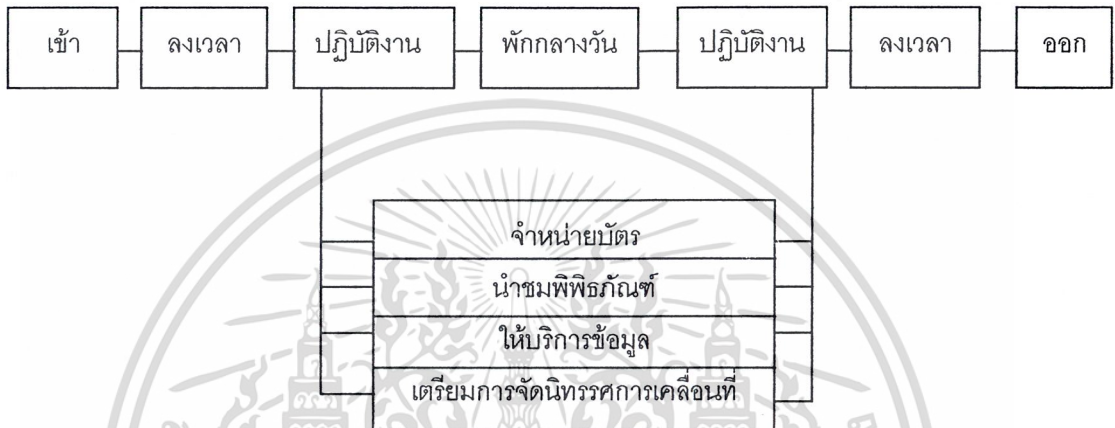 เข้า ลงเวลา ปฏิบัติงาน พักกลางวัน ปฏิบัติงาน ลงเวลา ออก
จำหน่ายบัตร
นำชมพิพิธภัณฑ์
ให้บริการข้อมูล
เตรียมการจัดนิทรรศการเคลื่อนที่